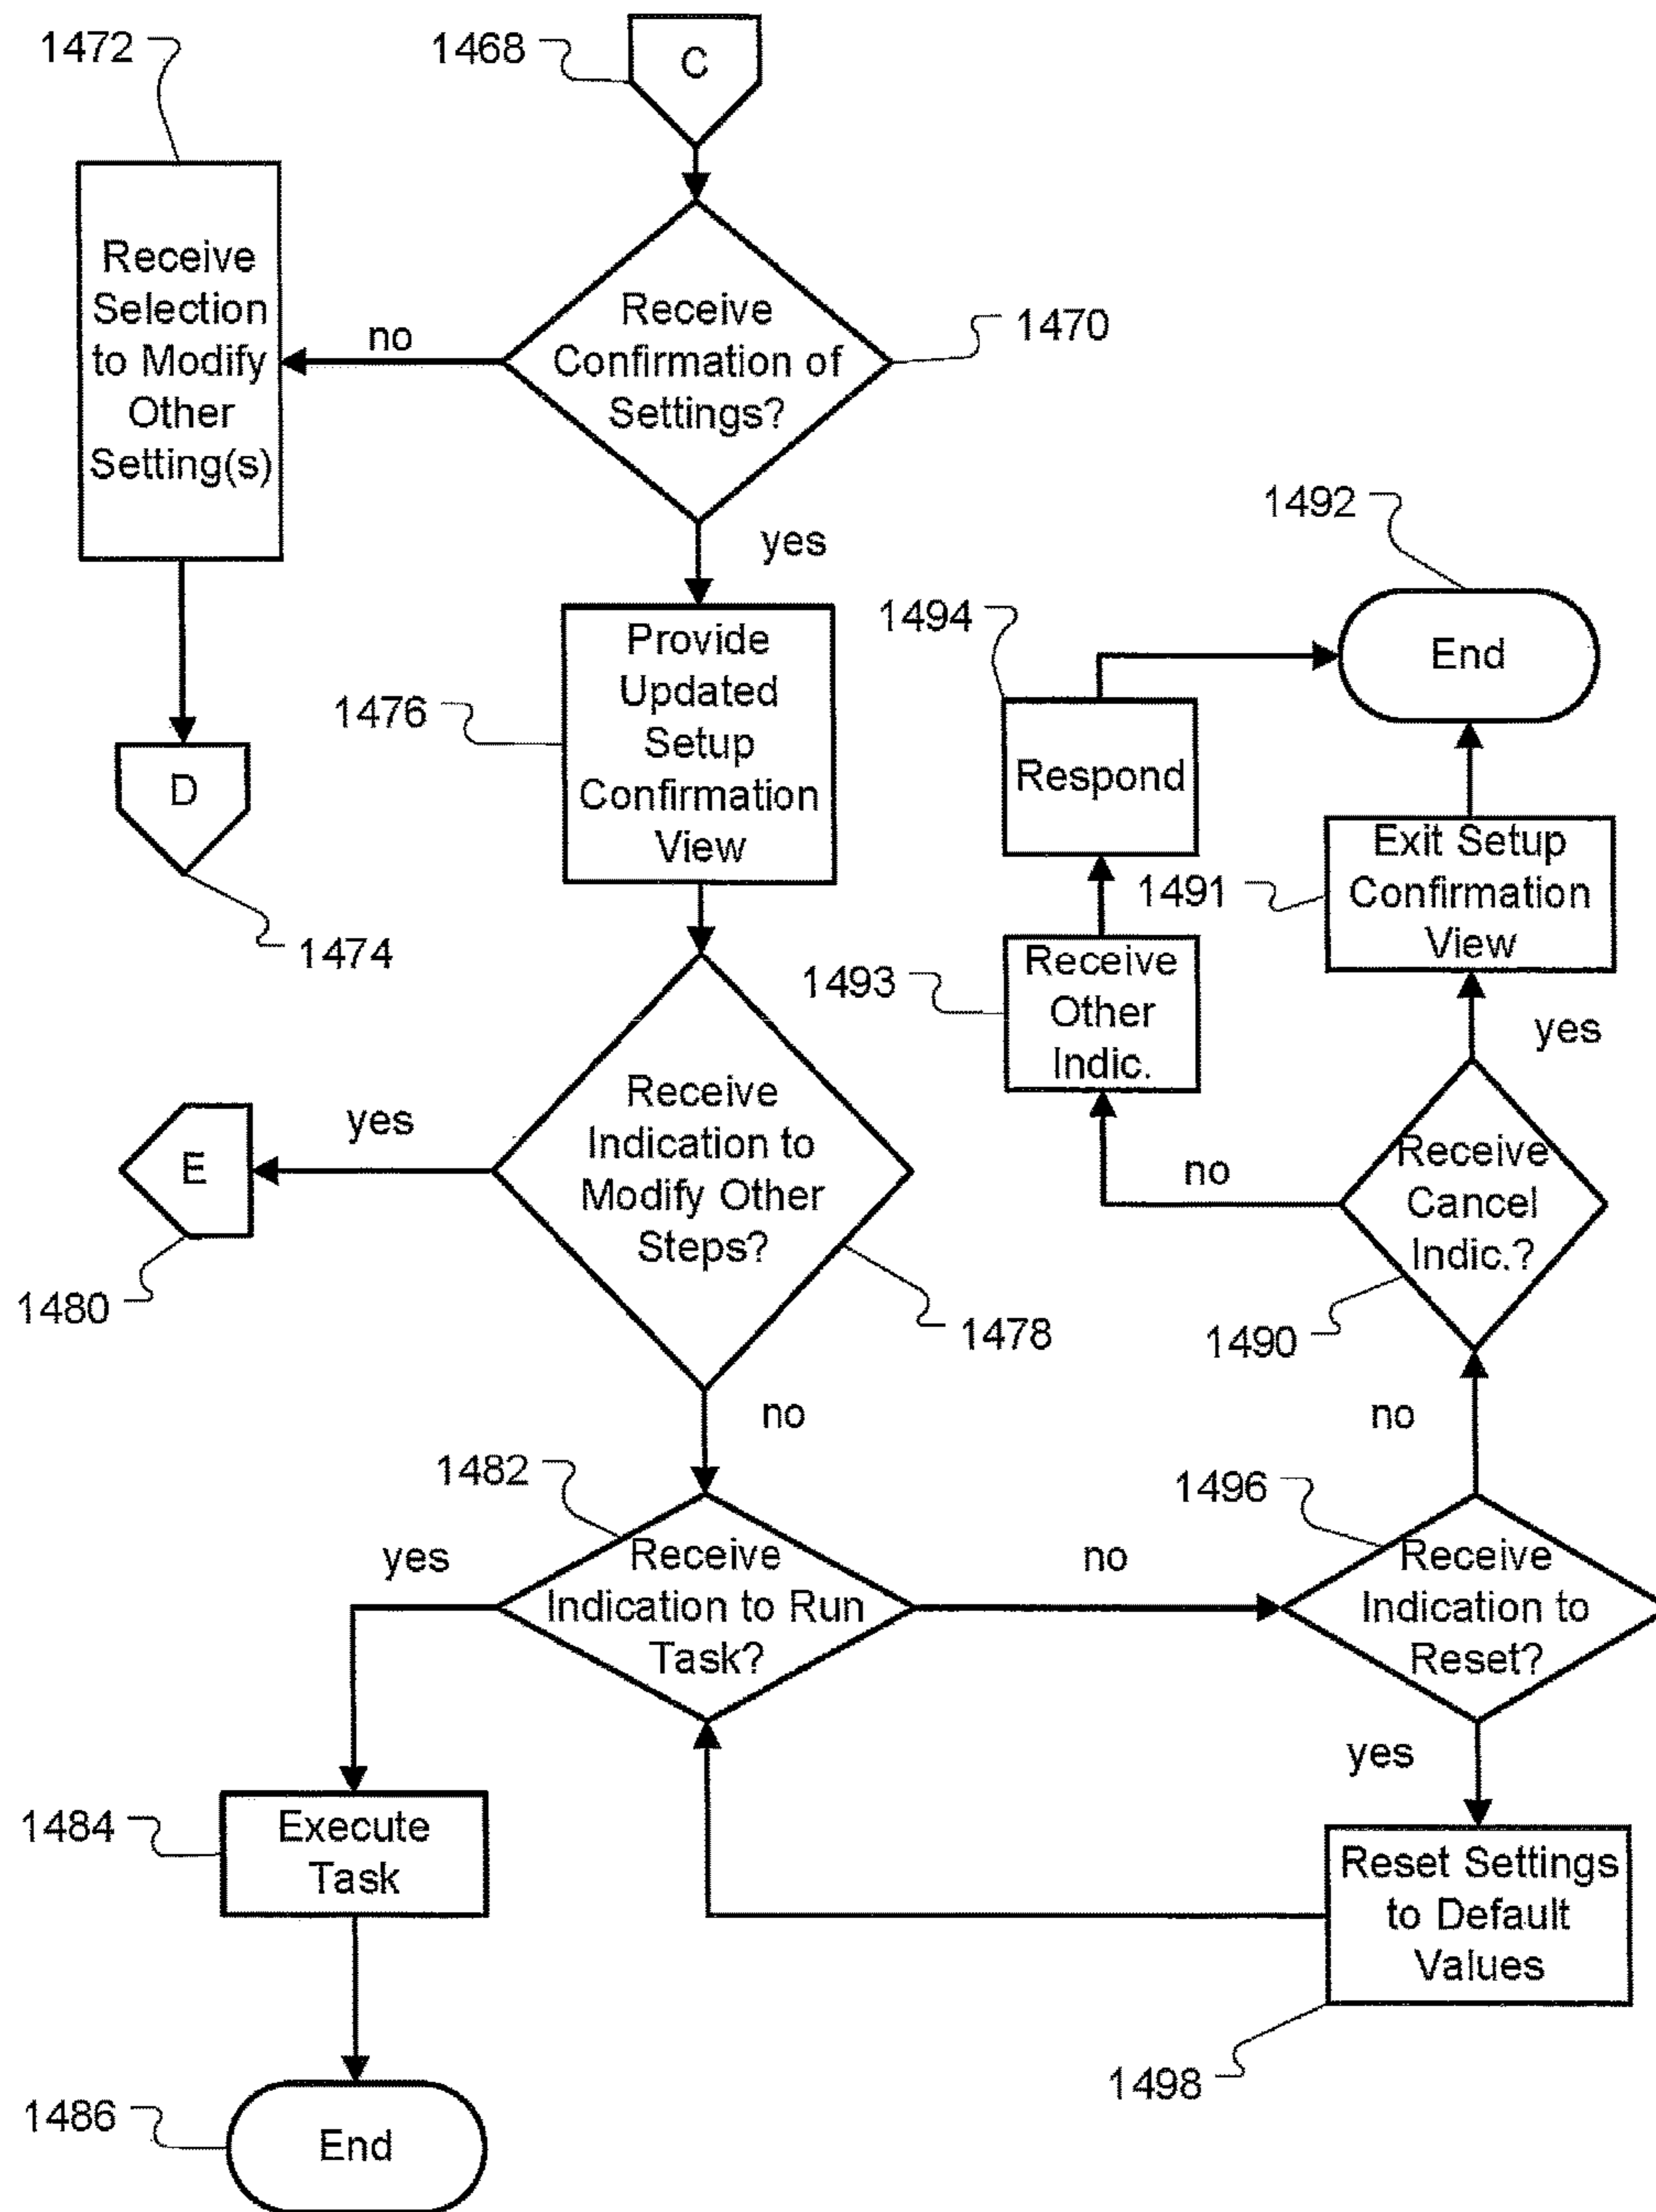 1472
1468
C
Receive
Selection
to Modify
Other
Setting(s)
no
Receive
Confirmation of
Settings?
1470
yes
1492
End
1494
Respond
Provide
Updated
Setup
Confirmation
View
1476
D
1474
Exit Setup
Confirmation
View
1491
Receive
Other
Indic.
1493
yes
Receive
Indication to
Modify Other
Steps?
yes
E
1480
1478
no
Receive
Cancel
Indic.?
1490
no
no
1482
1496
yes
Receive
Indication to Run
Task?
no
Receive
Indication to
Reset?
yes
1484
Execute
Task
Reset Settings
to Default
Values
1498
1486
End